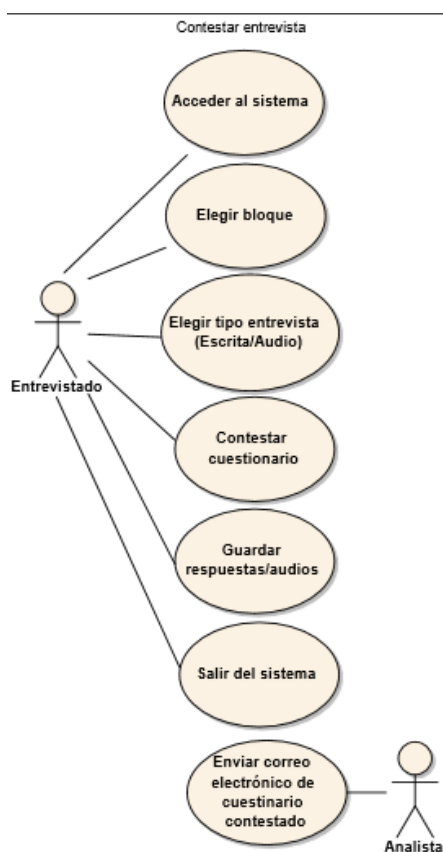 Contestar entrevista
Acceder al sistema
Elegir bloque
Elegir tipo entrevista
(Escrita/Audio)
Entrevistado
Contestar
cuestionario
Guardar
respuestas/audios
Salir del sistema
Enviar correo
electrónico de
cuestinario
contestado
Analista